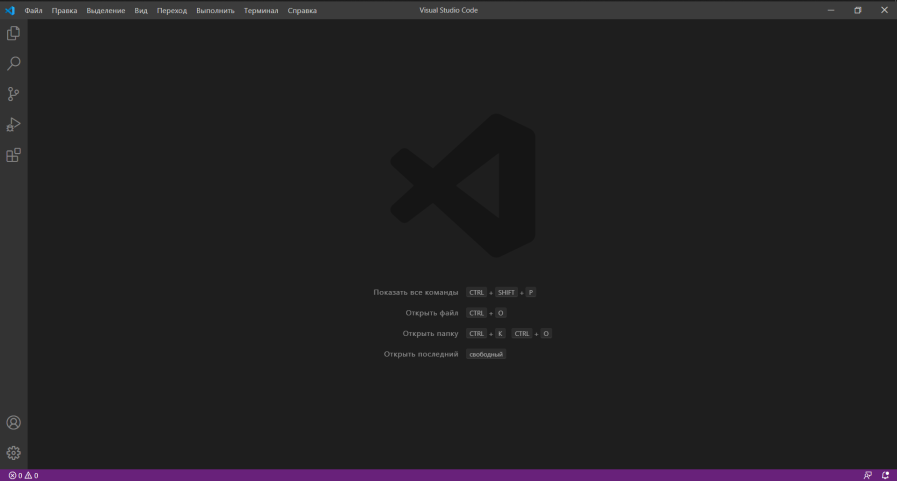 Файл Правка Выделение Вид Переход Выполнить Терминал Справка Visual Studio Code
Показать все команды CTRL + SHIFT + P
Открыть файл CTRL + O
Открыть папку CTRL + K CTRL + O
Открыть последний свободный
0 0